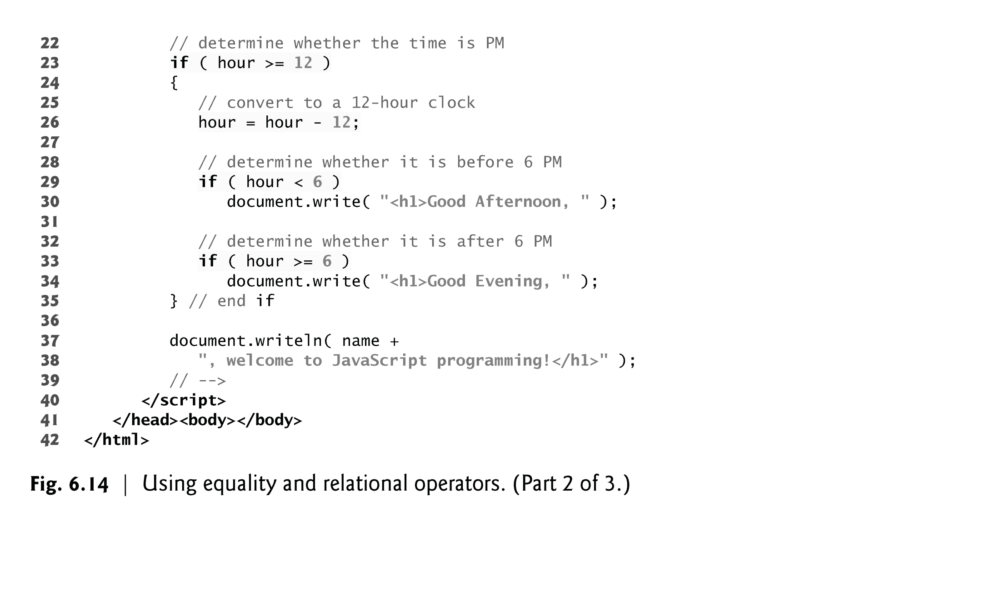 22 // determine whether the time is PM
23 if ( hour >= 12 )
24 {
25 // convert to a 12-hour clock
26 hour = hour - 12;
27
28 // determine whether it is before 6 PM
29 if ( hour < 6 )
30 document.write( "<h1>Good Afternoon, " );
31
32 // determine whether it is after 6 PM
33 if ( hour >= 6 )
34 document.write( "<h1>Good Evening, " );
35 } // end if
36
37 document.writeln( name +
38 ", welcome to JavaScript programming!</h1>" );
39 // -->
40 </script>
41 </head><body></body>
42 </html>
Fig. 6.14 | Using equality and relational operators. (Part 2 of 3.)